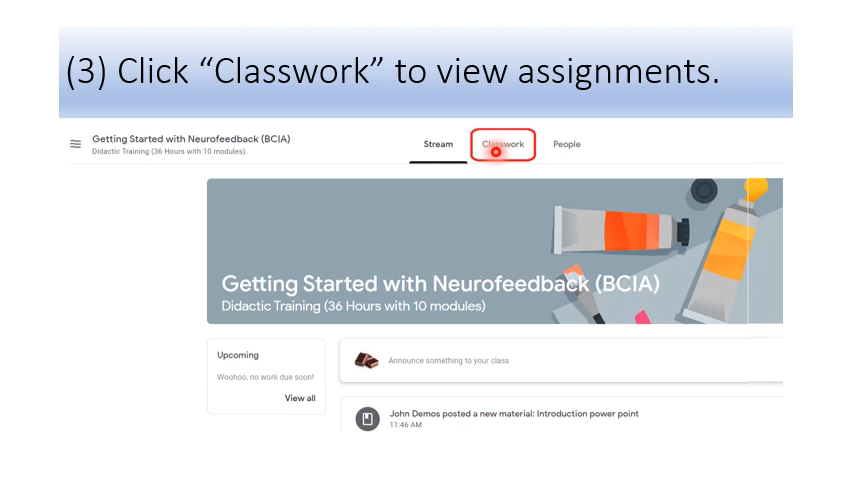 (3) Click “Classwork” to view assignments.
Getting Started with Neurofeedback (BCIA)
Didactic Training (36 Hours with 10 modules)
Stream
Classwork
People
Getting Started with Neurofeedback (BCIA)
Didactic Training (36 Hours with 10 modules)
Upcoming
Woohoo, no work due soon!
View all
Announce something to your class
John Demos posted a new material: Introduction power point
11:46 AM